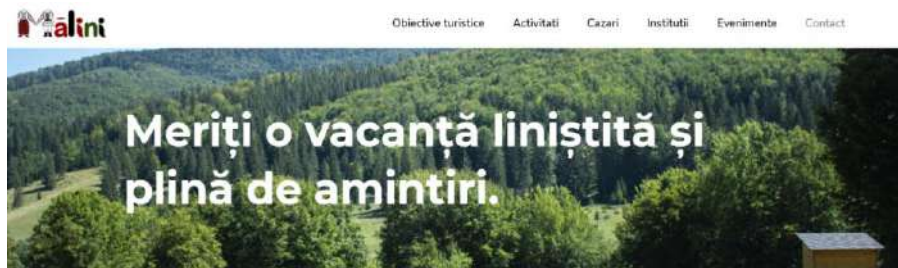 Mălini
Obiective turistice Activitati Cazari Institutii Evenimente Contact
Meriți o vacanță liniștită și
plină de amintiri.